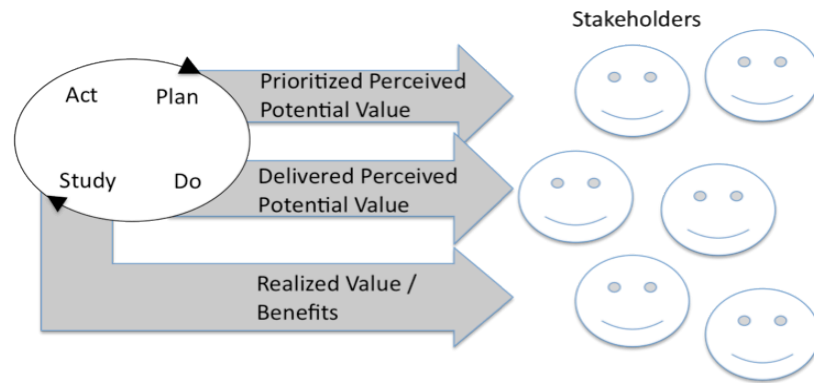 Stakeholders
Act
Plan
Study
Do
Prioritized Perceived
Potential Value
Delivered Perceived
Potential Value
Realized Value /
Benefits